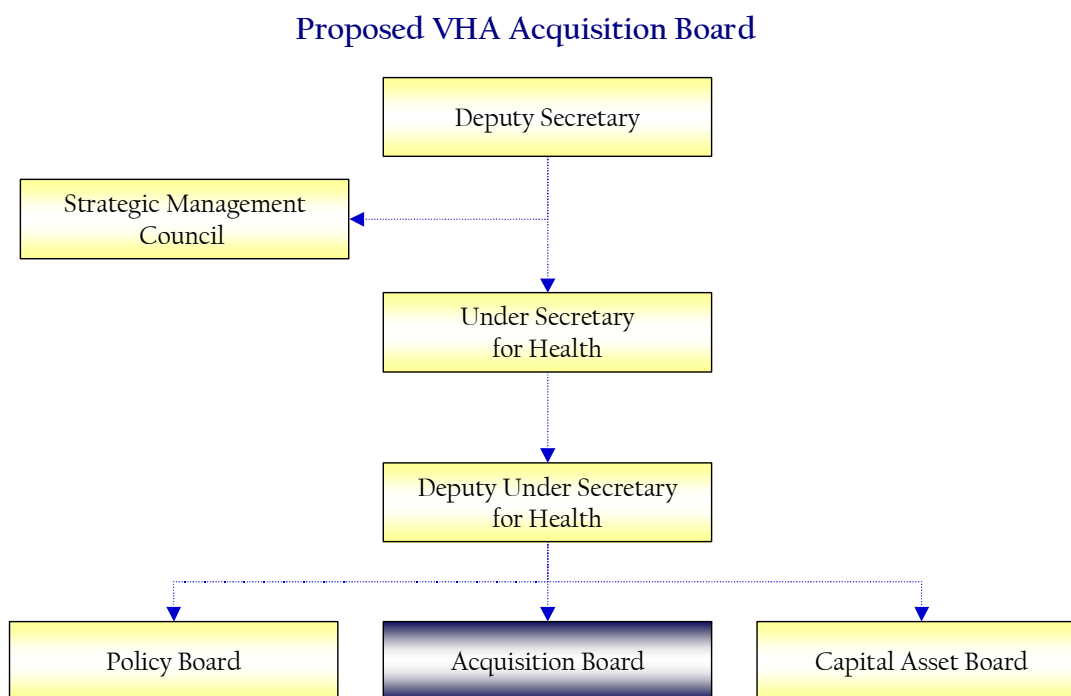 Proposed VHA Acquisition Board
Deputy Secretary
Strategic Management
Council
Under Secretary
for Health
Deputy Under Secretary
for Health
Policy Board
Acquisition Board
Capital Asset Board